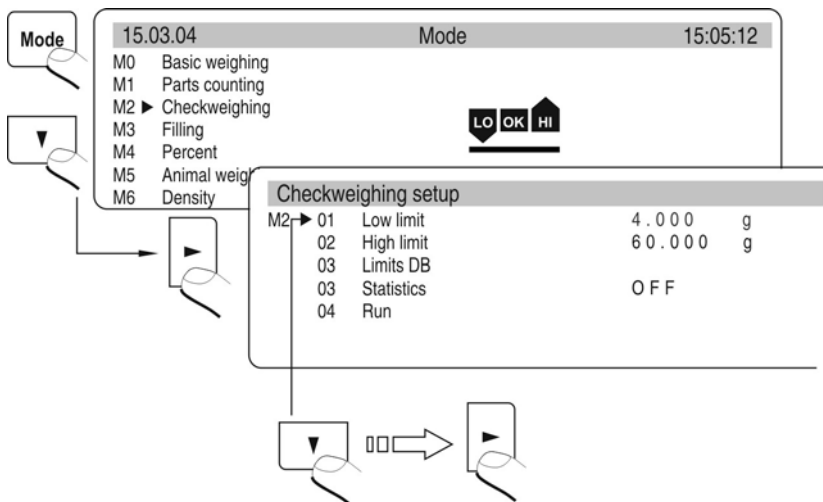 Mode
15.03.04 Mode 15:05:12
M0 Basic weighing
M1 Parts counting
M2 Checkweighing
M3 Filling
M4 Percent
M5 Animal weigh
M6 Density
LO OK HI
Checkweighing setup
M2 01 Low limit 4.000 g
02 High limit 60.000 g
03 Limits DB
03 Statistics OFF
04 Run